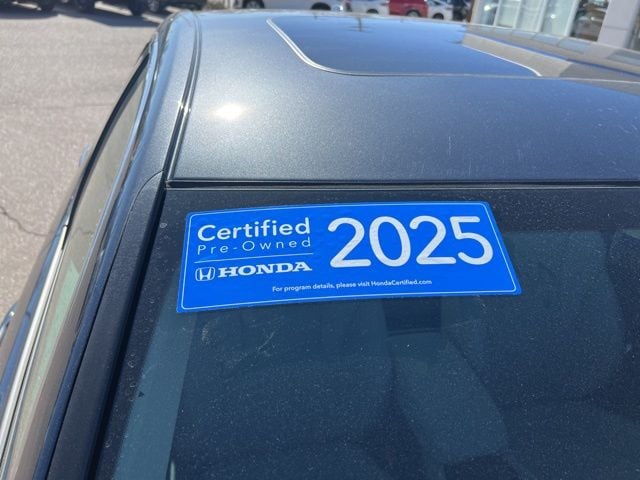 Certified
Pre-Owned
HONDA
2025
For program details, please visit HondaCertified.com